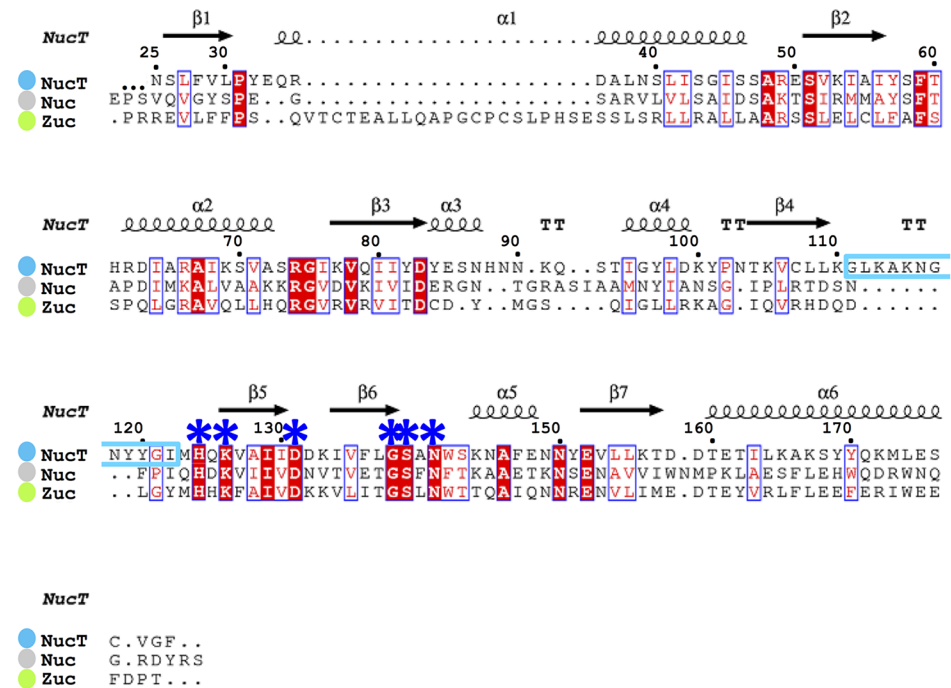 β1 α1 β2
NucT
25 30 40 50 60
NucT NSLFVLPYEQR.....................DALNSLISGISSARESVKIAIYSFT
Nuc EPSVQVGYSPE..G.....................SARVLVLSAIDSAKTSIRMMAYSFT
Zuc .PRREVLFFPS..QVTCTEALLQAPGCPCSLPHSESSLSRLLRALLAARSSLELCLFAFS
α2 β3 α3 TT α4 TT β4 TT
NucT
70 80 90 100 110
NucT HRDIARAIKSVASRGIKVQIIYDYESNHNN.KQ..STIGYLDKYPNTKVCLLKGLKAKNG
Nuc APDIMKALVAAKKRGVDVKIVIDERGN..TGRASIAAMNYIANSG.IPLRTDSN......
Zuc SPQLGRAVQLLHQRGVRVRVITDCD.Y..MGS....QIGLLRKAG.IQVRHDQD......
β5 β6 α5 β7 α6
NucT
120 130 150 160 170
NucT NYYGIMHQKVAIIDDKIVFLGSANWSKNAFENNYEVLLKTD.DTETILKAKSYYQKMLES
Nuc ..FPIQHDKVIIVDNVTVETGSFNFTKAAETKNSENAVVIWNMPKLAESFLEHWQDRWNQ
Zuc ..LGYMHHKFAIVDKKVLITGSLNWTTQAIQNNRENVLIME.DTEYVRLFLEEFERIWEE
NucT
NucT C.VGF..
Nuc G.RDYRS
Zuc FDPT...